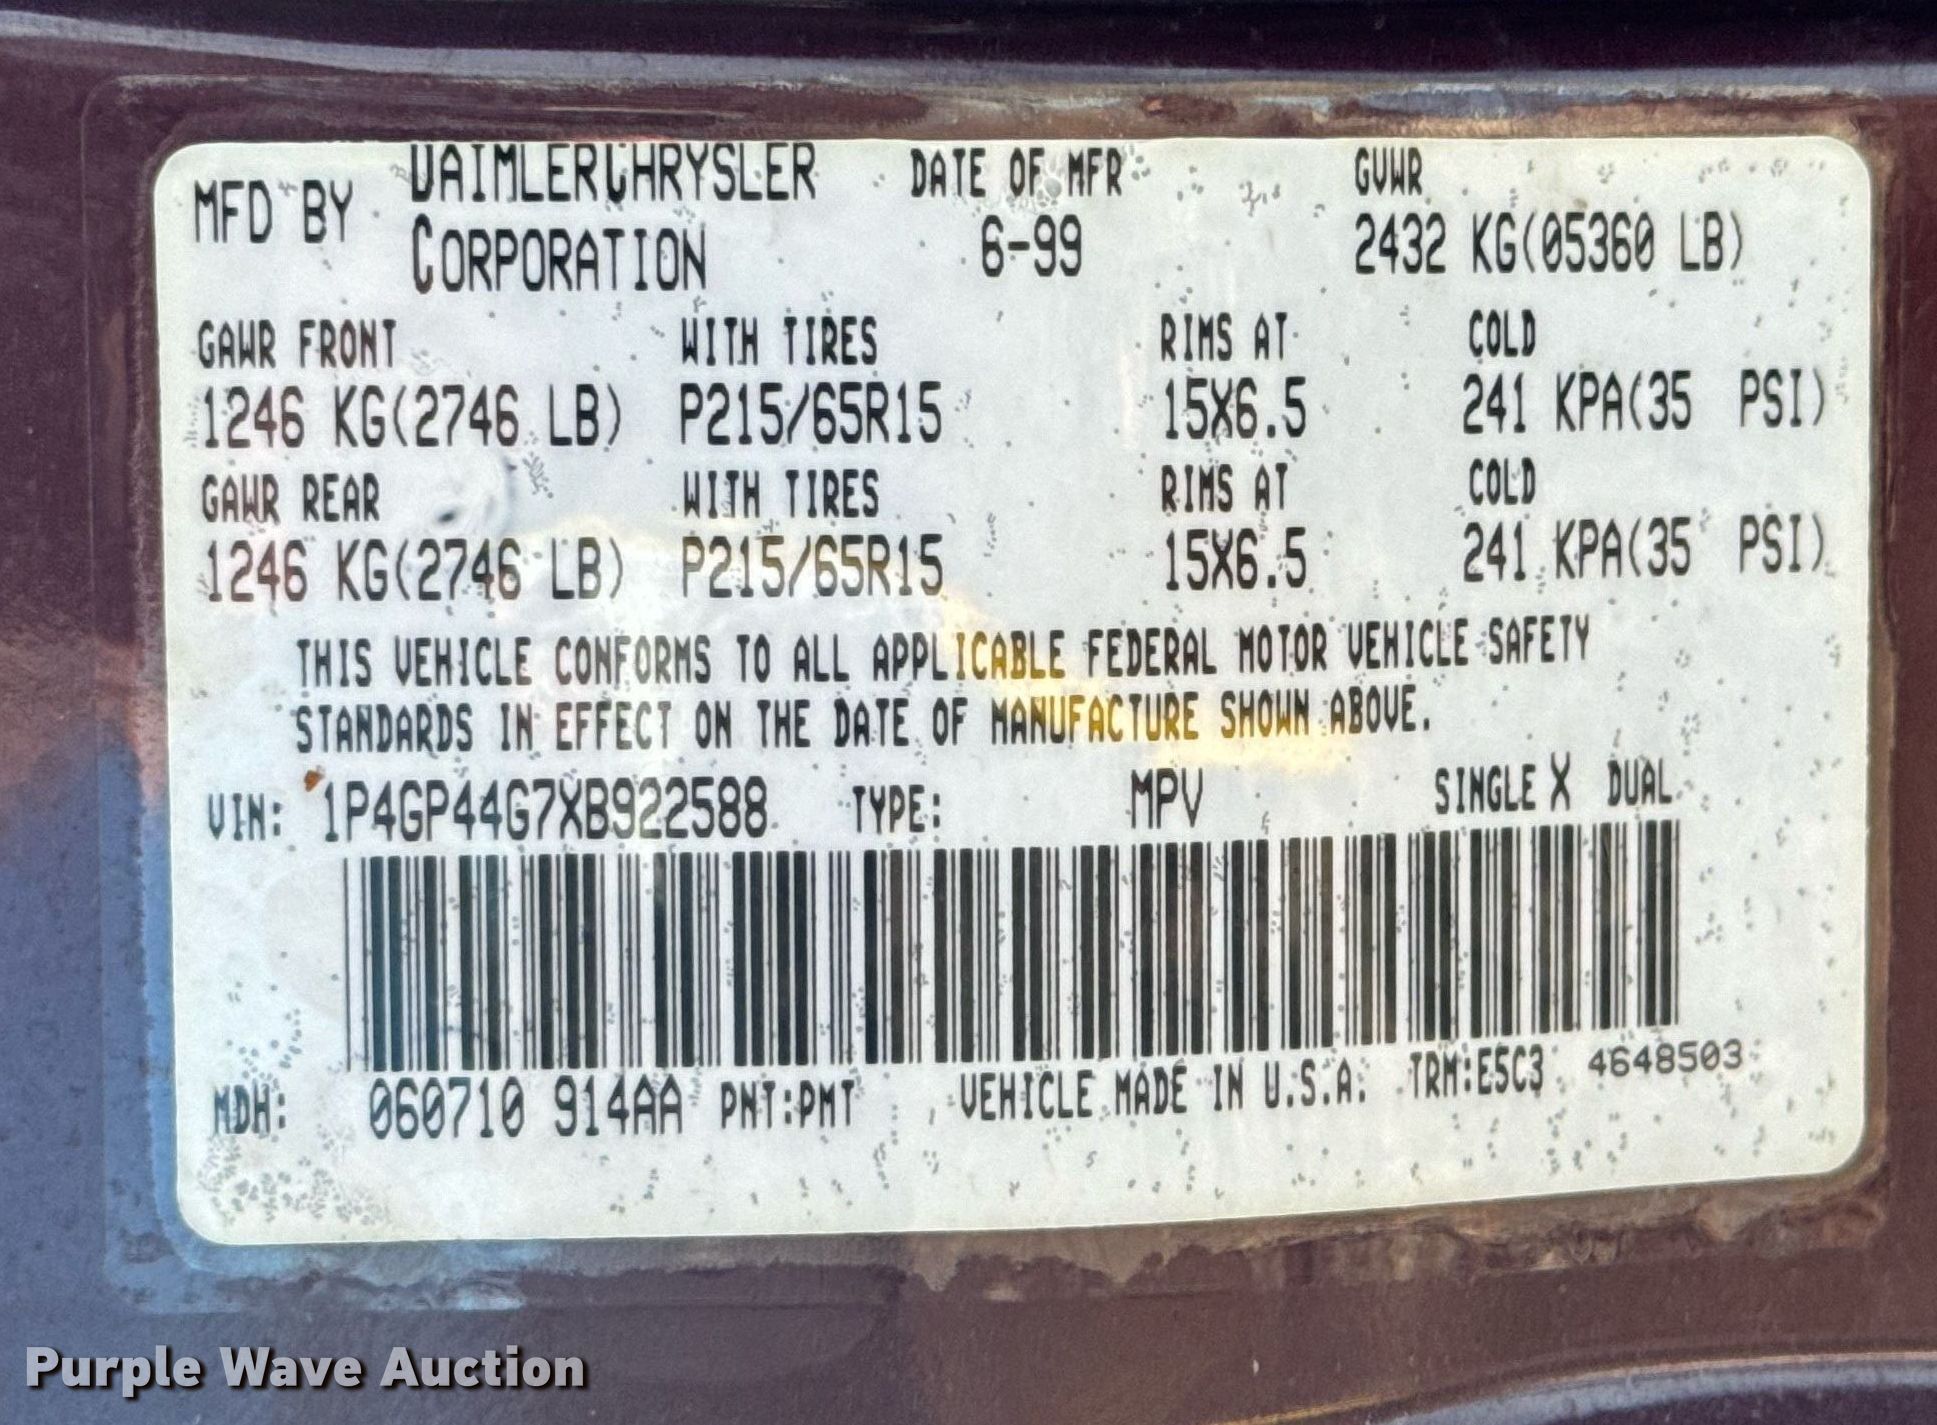 MFD BY DAIMLERCHRYSLER CORPORATION DATE OF MFR 6-99 GVWR 2432 KG(05360 LB)
GAWR FRONT WITH TIRES RIMS AT COLD
1246 KG(2746 LB) P215/65R15 15X6.5 241 KPA(35 PSI)
GAWR REAR WITH TIRES RIMS AT COLD
1246 KG(2746 LB) P215/65R15 15X6.5 241 KPA(35 PSI)
THIS VEHICLE CONFORMS TO ALL APPLICABLE FEDERAL MOTOR VEHICLE SAFETY
STANDARDS IN EFFECT ON THE DATE OF MANUFACTURE SHOWN ABOVE.
VIN: 1P4GP44G7XB922588 TYPE: MPV SINGLE X DUAL
MDH: 060710 914AA PNT:PMT VEHICLE MADE IN U.S.A. TRM:E5C3 4648503
Purple Wave Auction